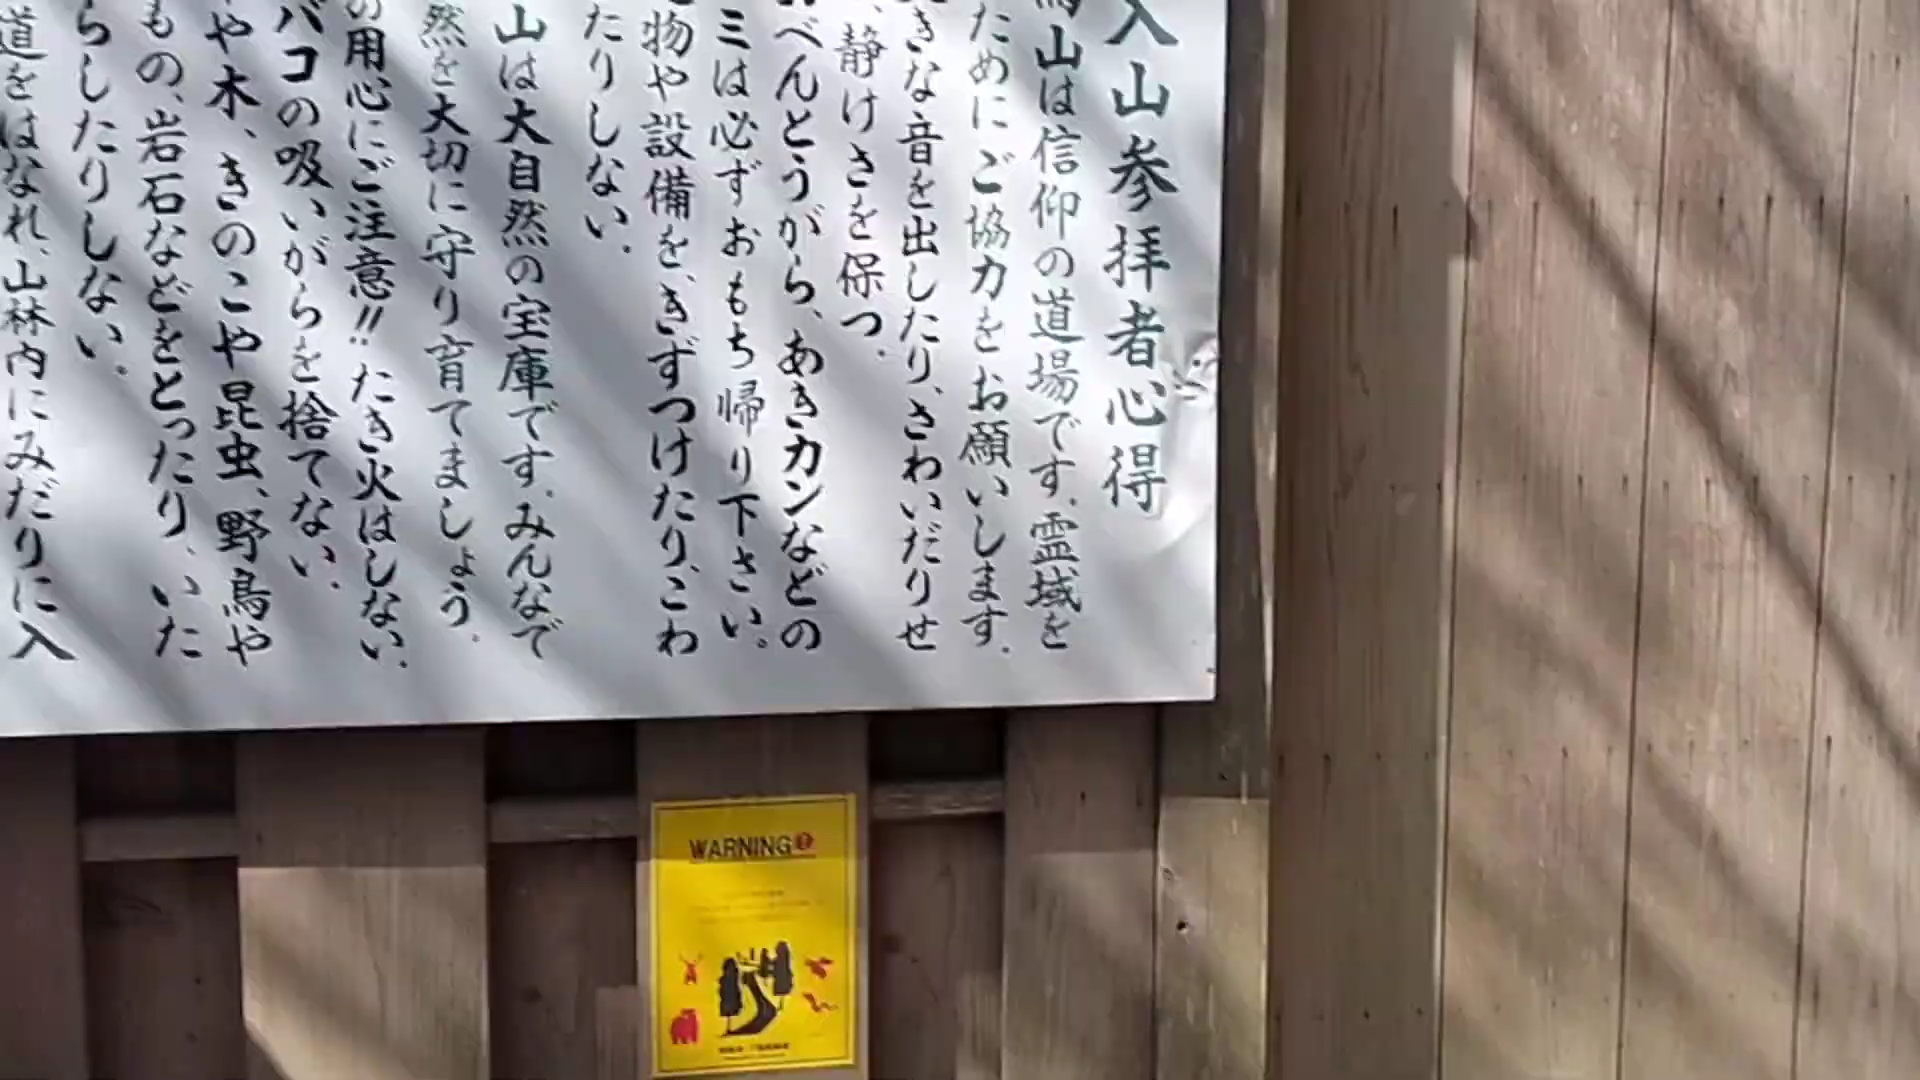 入山参拝者心得
馬山は信仰の道場です。霊域を
ためにご協力をお願いします。
きな音を出したり、さわいだりせ
、静けさを保つ。
おべんとうがら、あきカンなどの
ミは必ずおもち帰り下さい。
物や設備を、きずつけたり、こわ
たりしない。
山は大自然の宝庫です。みんなで
然を大切に守り育てましょう。
の用心にご注意!!たき火はしない。
バコの吸いがらを捨てない。
や木、きのこや昆虫、野鳥や
もの、岩石などをとったり、いた
らしたりしない。
道をはなれ、山林内にみだりに入
WARNING!